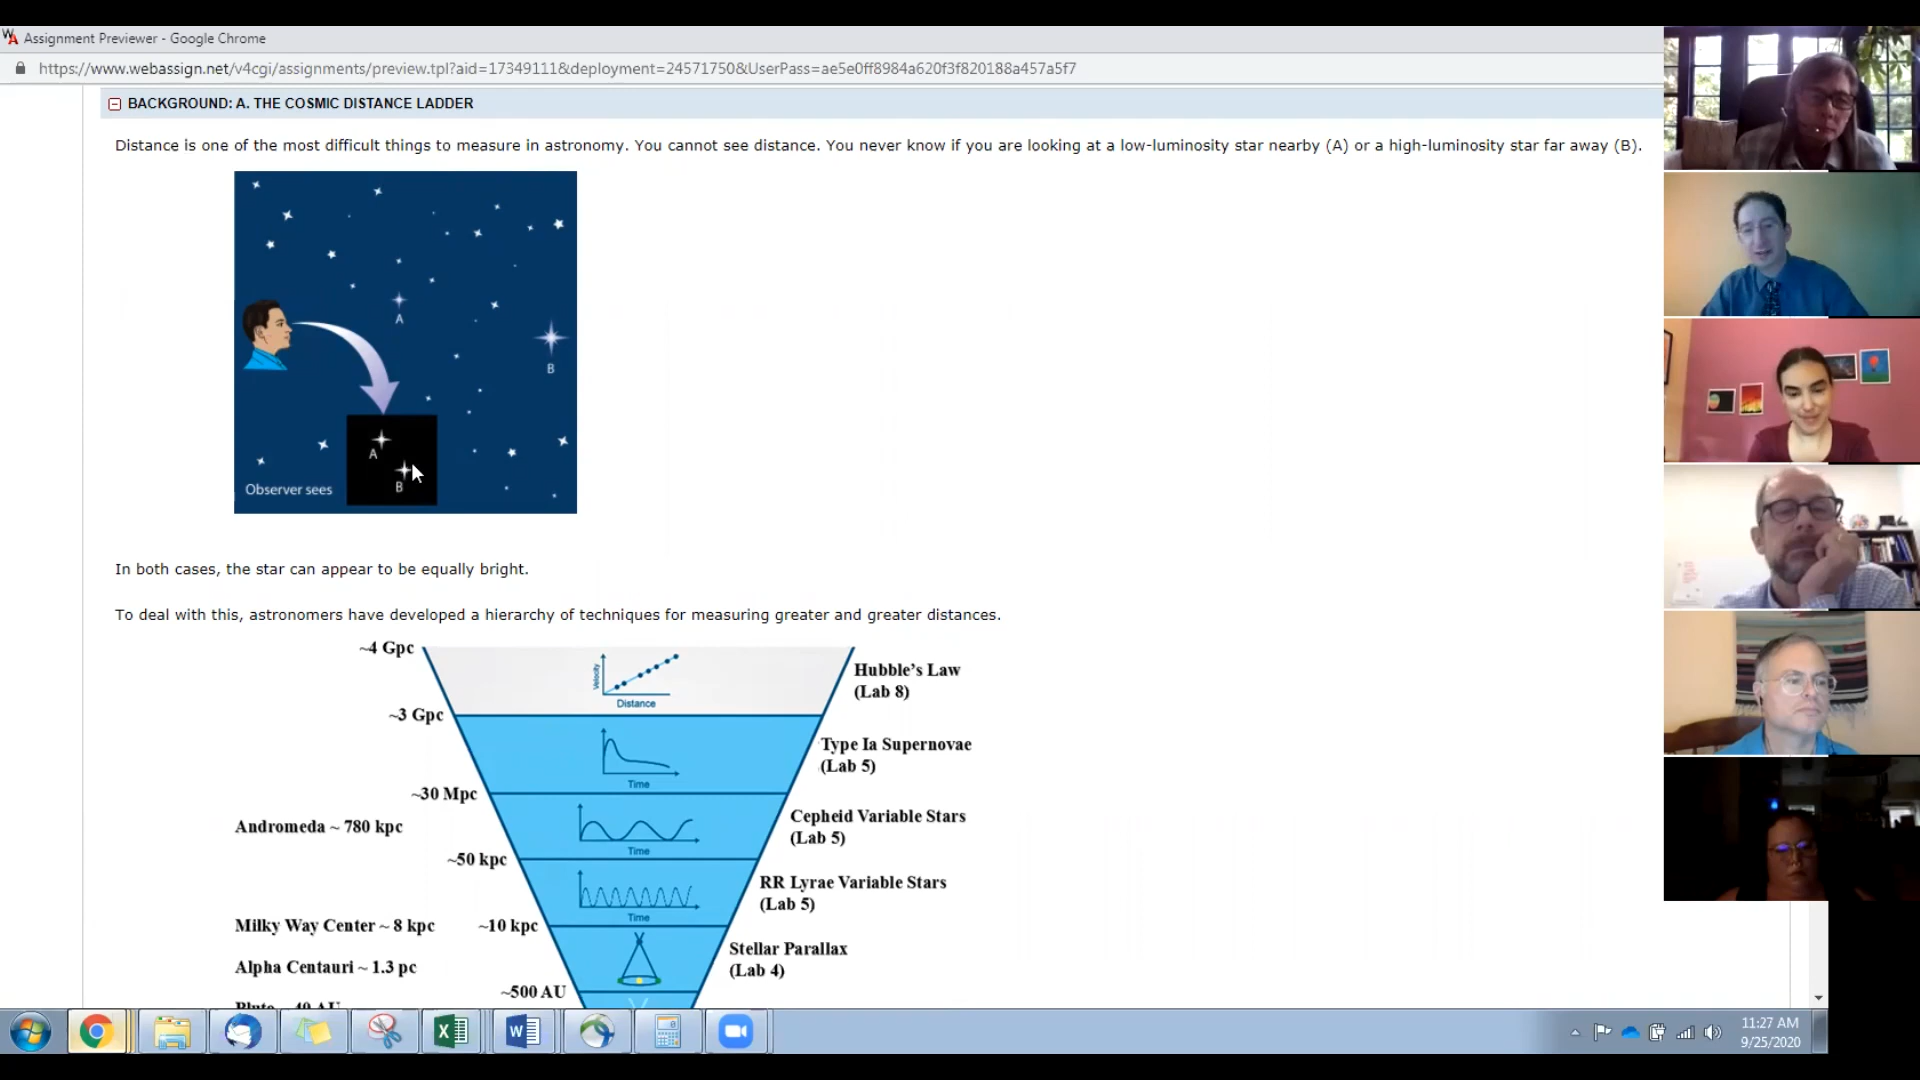 Assignment Previewer - Google Chrome
https://www.webassign.net/v4cgi/assignments/preview.tpl?aid=17349111&deployment=24571750&UserPass=ae5e0ff8984a620f3f820188a457a5f7
BACKGROUND: A. THE COSMIC DISTANCE LADDER
Distance is one of the most difficult things to measure in astronomy. You cannot see distance. You never know if you are looking at a low-luminosity star nearby (A) or a high-luminosity star far away (B).
A
B
A
B
Observer sees
In both cases, the star can appear to be equally bright.
To deal with this, astronomers have developed a hierarchy of techniques for measuring greater and greater distances.
~4 Gpc
Velocity
Distance
Hubble's Law
(Lab 8)
~3 Gpc
Time
Type Ia Supernovae
(Lab 5)
~30 Mpc
Andromeda ~ 780 kpc
Time
Cepheid Variable Stars
(Lab 5)
~50 kpc
Time
RR Lyrae Variable Stars
(Lab 5)
Milky Way Center ~ 8 kpc
~10 kpc
Stellar Parallax
(Lab 4)
Alpha Centauri ~ 1.3 pc
~500 AU
Pluto ~ 40 AU
11:27 AM
9/25/2020